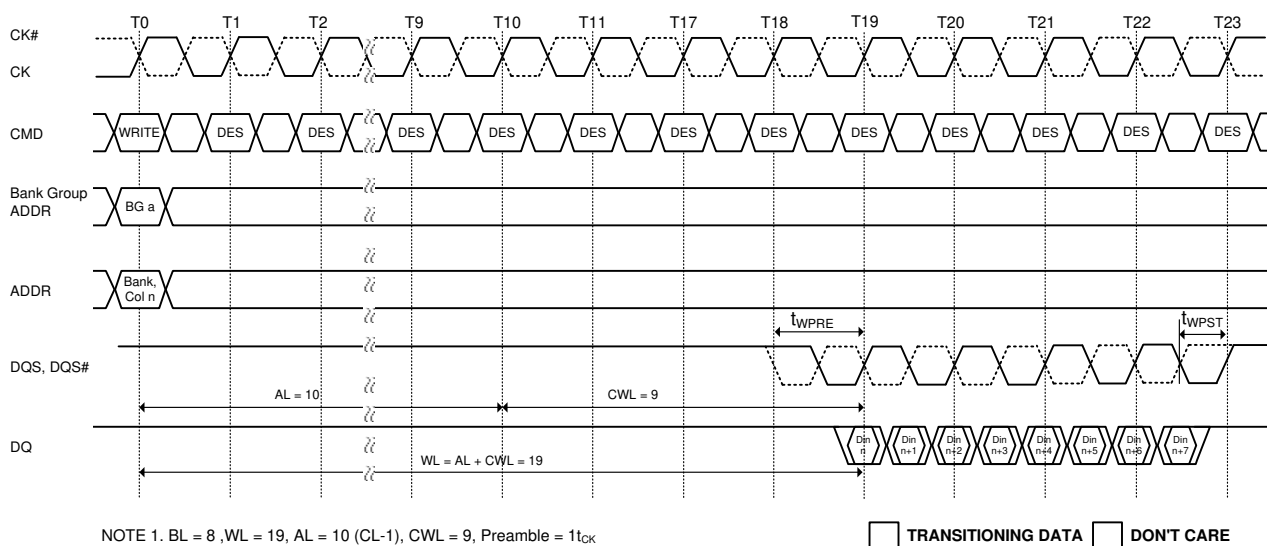 T0 T1 T2 T9 T10 T11 T17 T18 T19 T20 T21 T22 T23
CK#
CK
CMD WRITE DES DES DES DES DES DES DES DES DES DES DES DES
Bank Group
ADDR BG a
ADDR Bank,
Col n
tWPRE tWPST
DQS, DQS#
AL = 10 CWL = 9
DQ Din n Din n+1 Din n+2 Din n+3 Din n+4 Din n+5 Din n+6 Din n+7
WL = AL + CWL = 19
NOTE 1. BL = 8 ,WL = 19, AL = 10 (CL-1), CWL = 9, Preamble = 1tCK TRANSITIONING DATA DON'T CARE